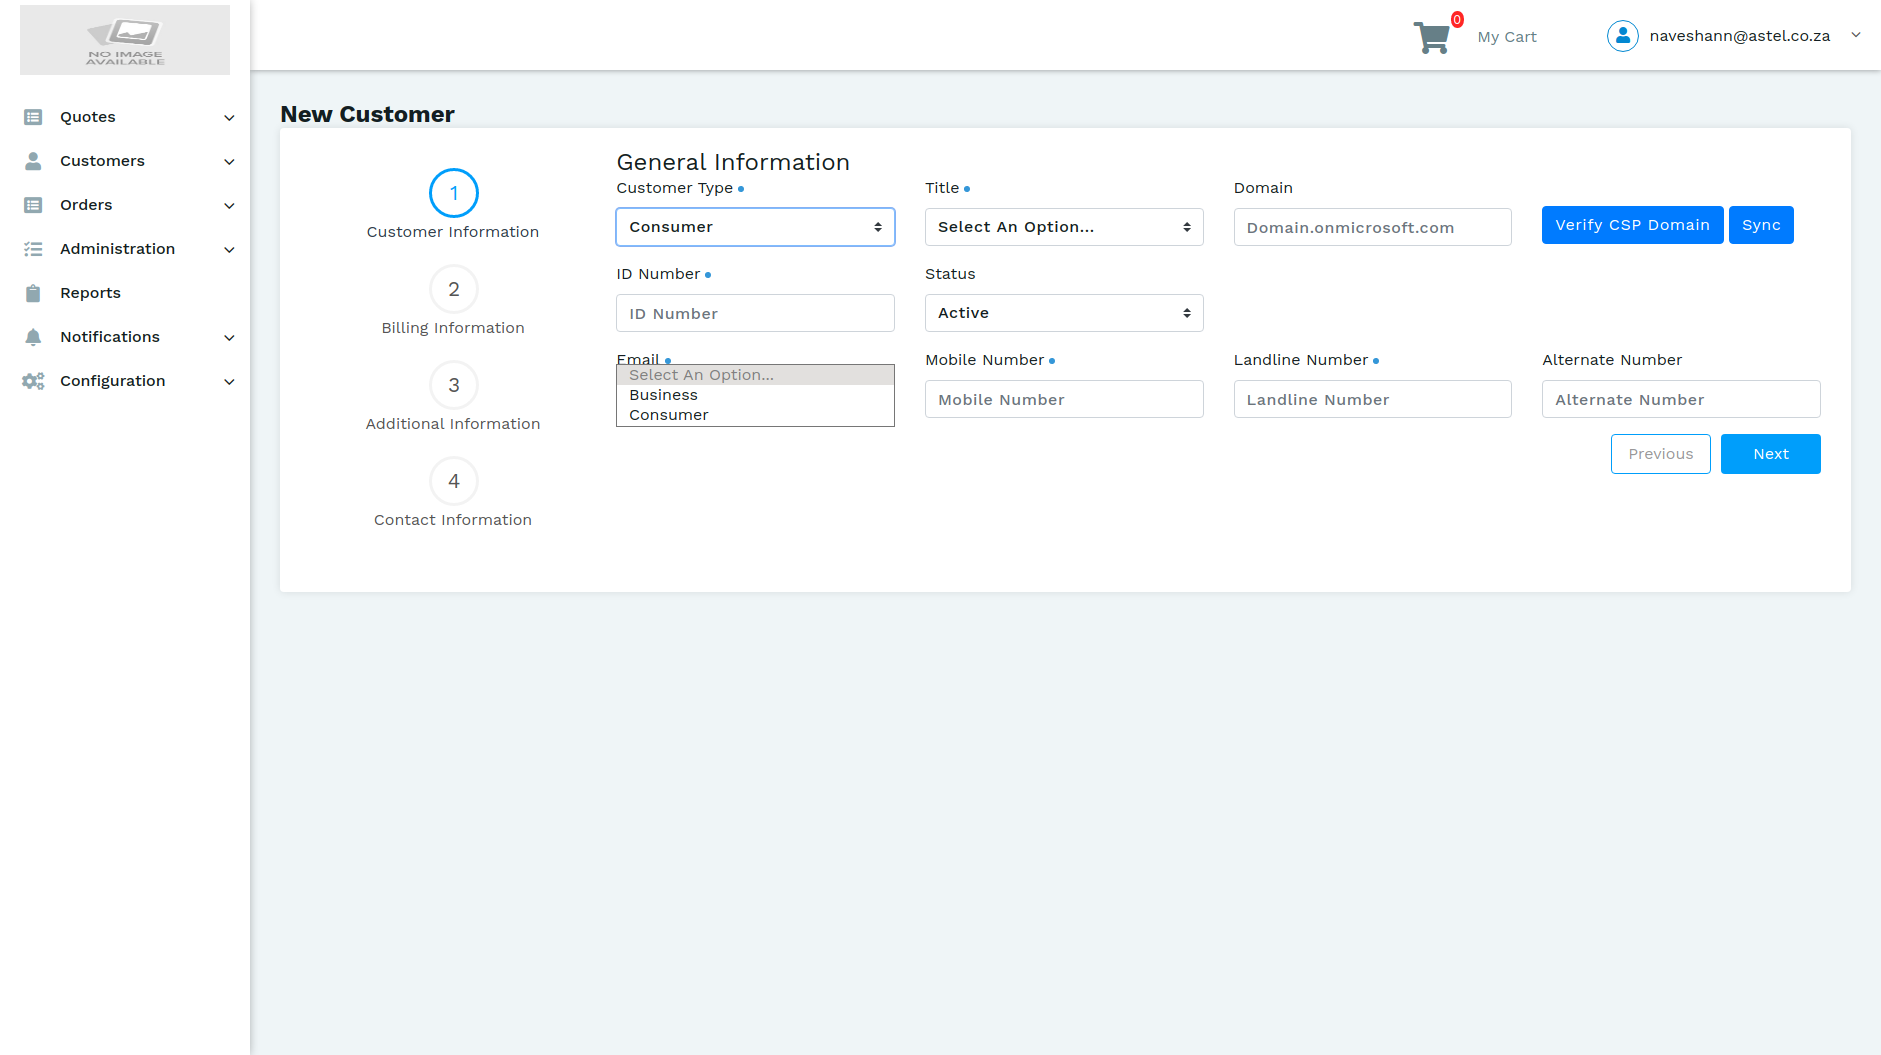 NO IMAGE
AVAILABLE
0
My Cart
naveshann@astel.co.za
Quotes
Customers
Orders
Administration
Reports
Notifications
Configuration
New Customer
1
Customer Information
2
Billing Information
3
Additional Information
4
Contact Information
General Information
Customer Type
Title
Domain
Consumer
Select An Option...
Domain.onmicrosoft.com
Verify CSP Domain
Sync
ID Number
Status
ID Number
Active
Email
Mobile Number
Landline Number
Alternate Number
Select An Option...
Business
Consumer
Mobile Number
Landline Number
Alternate Number
Previous
Next